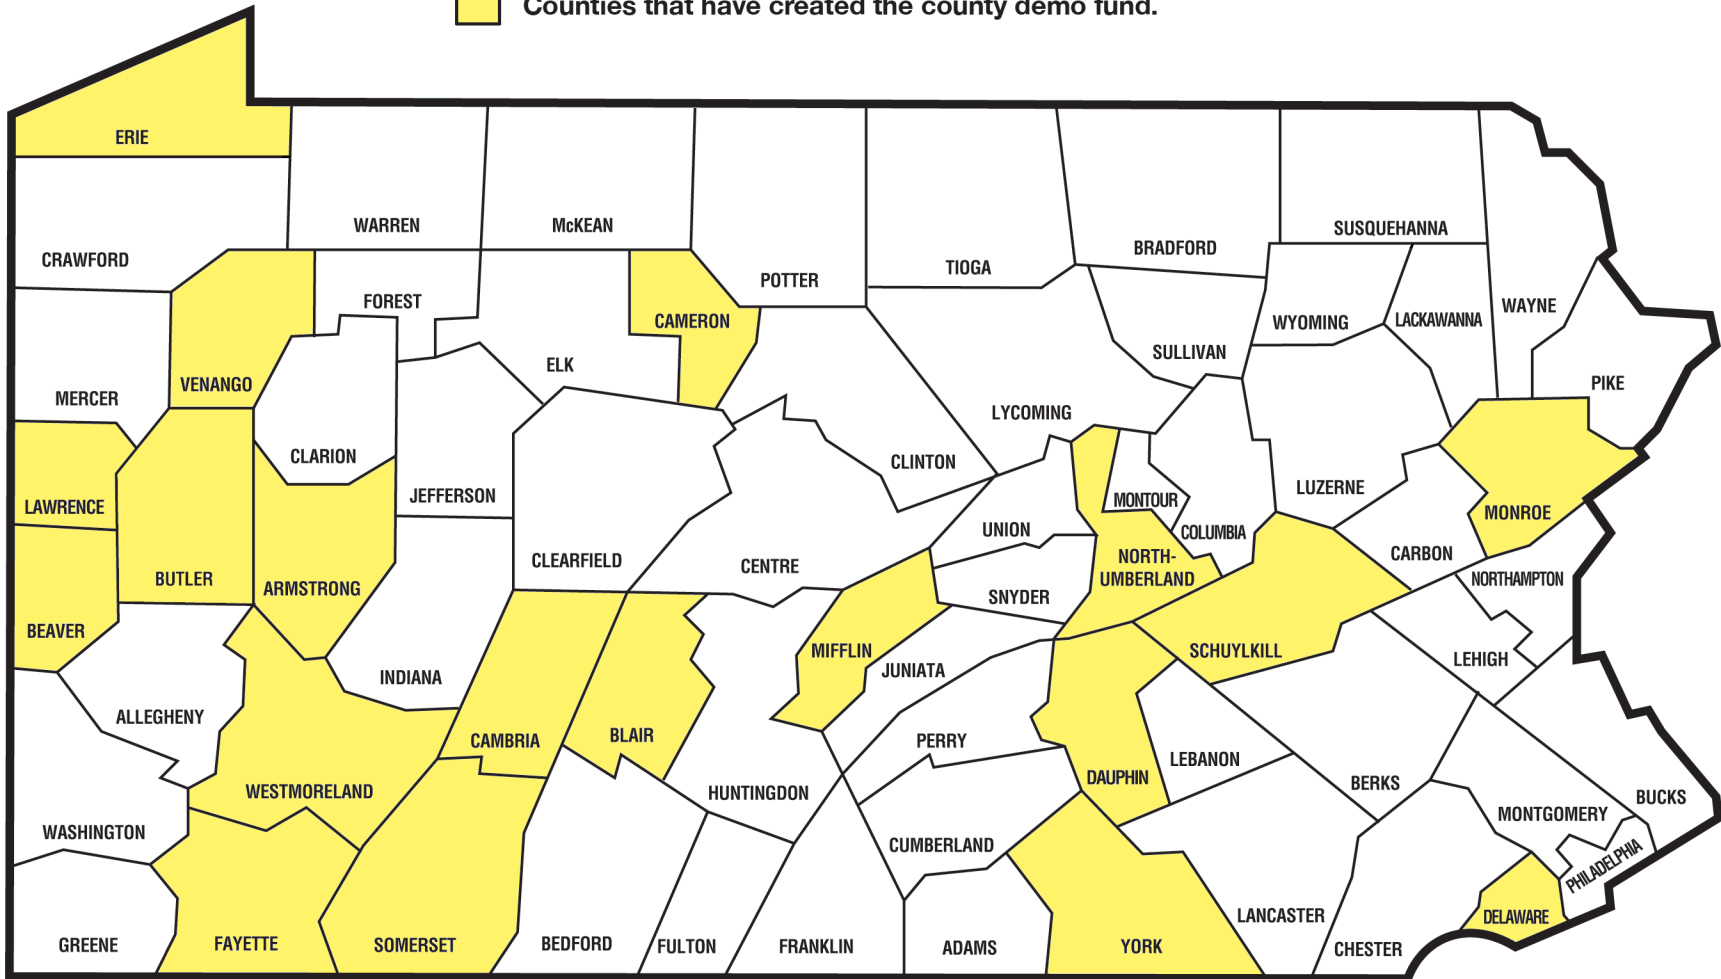 Counties that have created the county demo fund.
ERIE
WARREN
McKEAN
SUSQUEHANNA
BRADFORD
CRAWFORD
TIOGA
POTTER
FOREST
WAYNE
CAMERON
WYOMING
LACKAWANNA
SULLIVAN
ELK
VENANGO
PIKE
MERCER
LYCOMING
CLARION
CLINTON
JEFFERSON
LUZERNE
MONTOUR
LAWRENCE
MONROE
UNION
COLUMBIA
CARBON
CLEARFIELD
CENTRE
NORTH-
UMBERLAND
BUTLER
ARMSTRONG
NORTHAMPTON
SNYDER
BEAVER
MIFFLIN
SCHUYLKILL
LEHIGH
JUNIATA
INDIANA
ALLEGHENY
BLAIR
CAMBRIA
PERRY
LEBANON
DAUPHIN
BERKS
WESTMORELAND
HUNTINGDON
BUCKS
MONTGOMERY
WASHINGTON
CUMBERLAND
PHILADELPHIA
LANCASTER
DELAWARE
GREENE
FAYETTE
SOMERSET
BEDFORD
FULTON
FRANKLIN
ADAMS
YORK
CHESTER